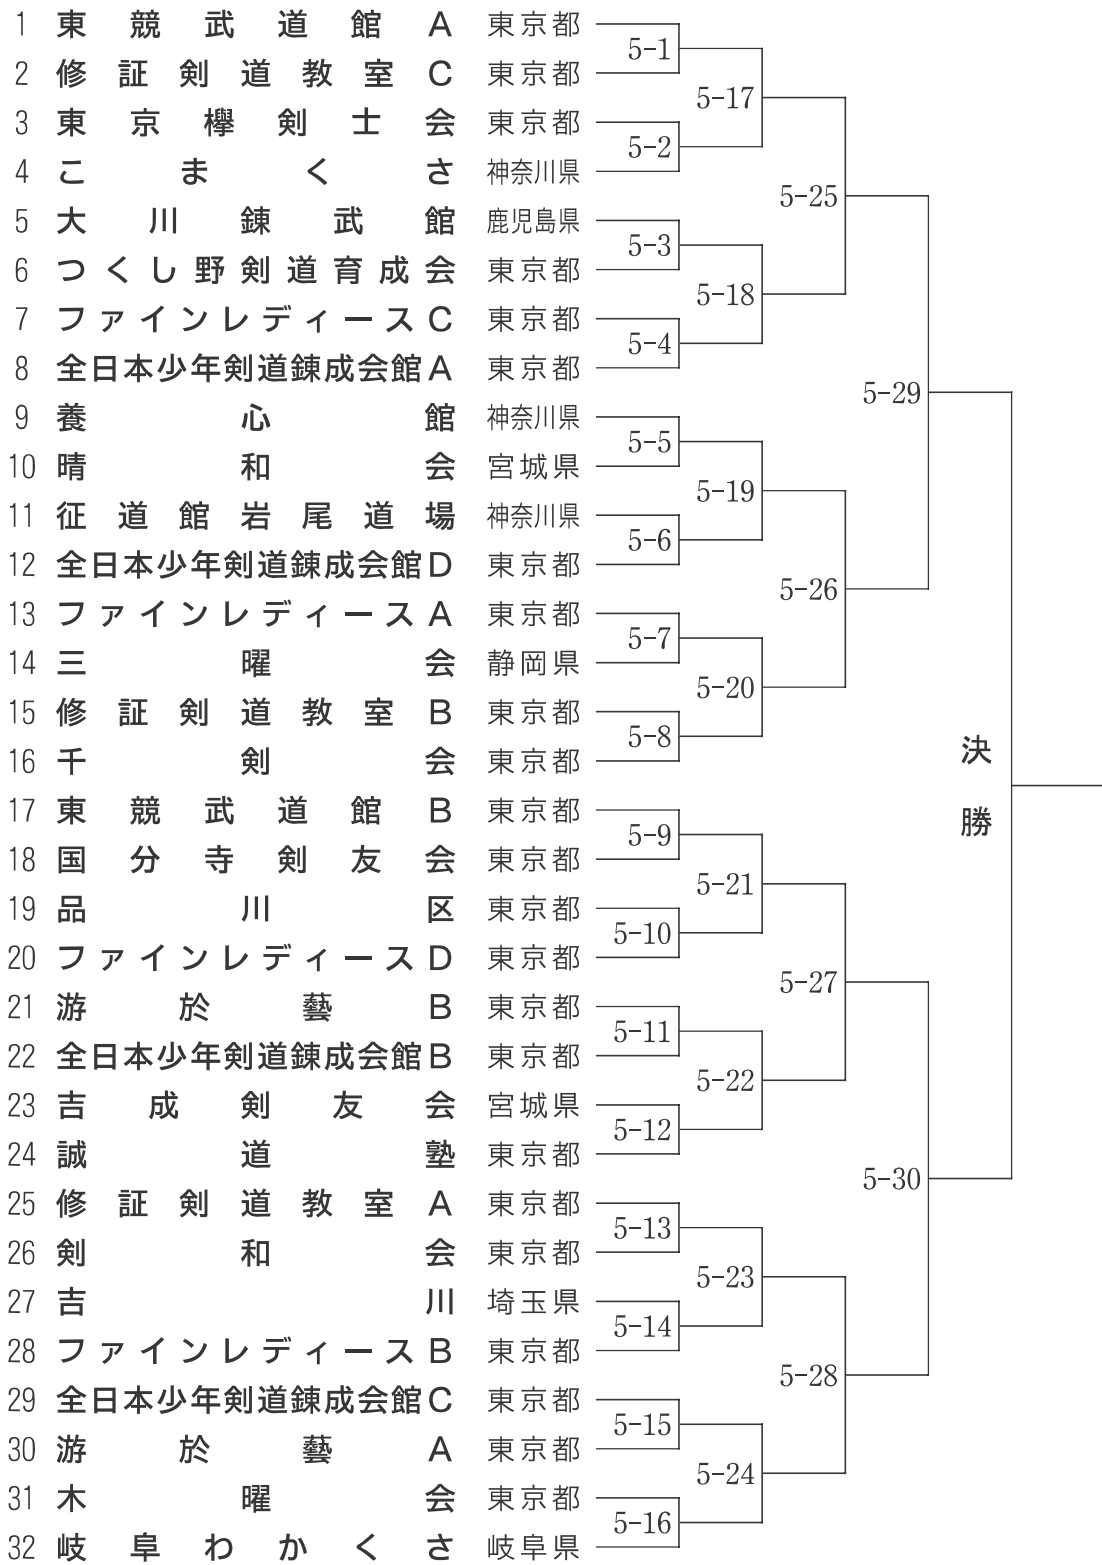 1 東競武道館A 東京都
5-1
2 修証剣道教室C 東京都
5-17
3 東京欅剣士会 東京都
5-2
4 こまくさ 神奈川県
5-25
5 大川錬武館 鹿児島県
5-3
6 つくし野剣道育成会 東京都
5-18
7 ファインレディースC 東京都
5-4
8 全日本少年剣道錬成会館A 東京都
5-29
9 養心館 神奈川県
5-5
10 晴和会 宮城県
5-19
11 征道館岩尾道場 神奈川県
5-6
12 全日本少年剣道錬成会館D 東京都
5-26
13 ファインレディースA 東京都
5-7
14 三曜会 静岡県
5-20
15 修証剣道教室B 東京都
5-8
16 千剣会 東京都
決勝
17 東競武道館B 東京都
5-9
18 国分寺剣友会 東京都
5-21
19 品川区 東京都
5-10
20 ファインレディースD 東京都
5-27
21 游於藝B 東京都
5-11
22 全日本少年剣道錬成会館B 東京都
5-22
23 吉成剣友会 宮城県
5-12
24 誠道塾 東京都
5-30
25 修証剣道教室A 東京都
5-13
26 剣和会 東京都
5-23
27 吉川 埼玉県
5-14
28 ファインレディースB 東京都
5-28
29 全日本少年剣道錬成会館C 東京都
5-15
30 游於藝A 東京都
5-24
31 木曜会 東京都
5-16
32 岐阜わかくさ 岐阜県